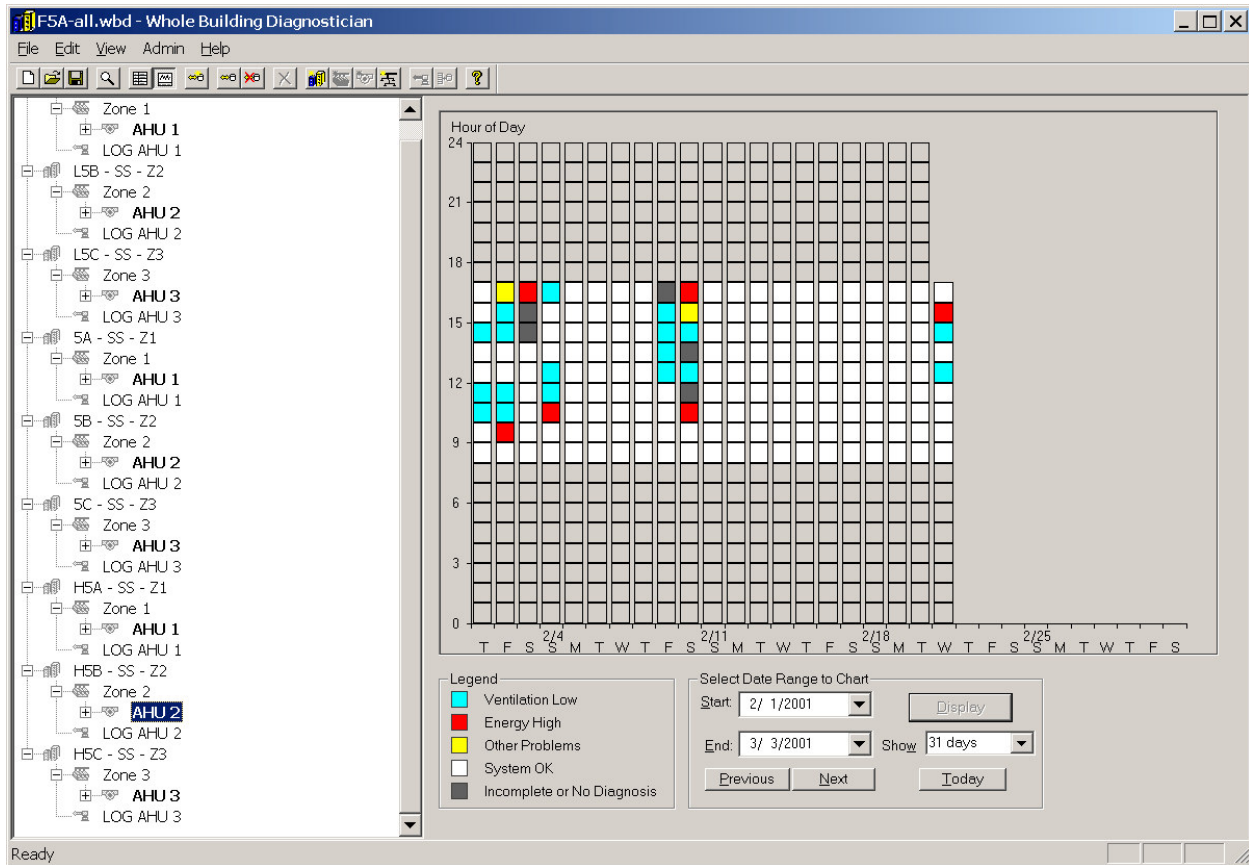 F5A-all.wbd - Whole Building Diagnostician
File Edit View Admin Help
Zone 1
AHU 1
LOG AHU 1
L5B - SS - Z2
Zone 2
AHU 2
LOG AHU 2
L5C - SS - Z3
Zone 3
AHU 3
LOG AHU 3
5A - SS - Z1
Zone 1
AHU 1
LOG AHU 1
5B - SS - Z2
Zone 2
AHU 2
LOG AHU 2
5C - SS - Z3
Zone 3
AHU 3
LOG AHU 3
H5A - SS - Z1
Zone 1
AHU 1
LOG AHU 1
H5B - SS - Z2
Zone 2
AHU 2
LOG AHU 2
H5C - SS - Z3
Zone 3
AHU 3
LOG AHU 3
Hour of Day
24
21
18
15
12
9
6
3
0
2/4 2/11 2/18 2/25
T F S S M T W T F S S M T W T F S S M T W T F S S M T W T F S
Legend
Ventilation Low
Energy High
Other Problems
System OK
Incomplete or No Diagnosis
Select Date Range to Chart
Start: 2/ 1/2001 Display
End: 3/ 3/2001 Show 31 days
Previous Next Today
Ready